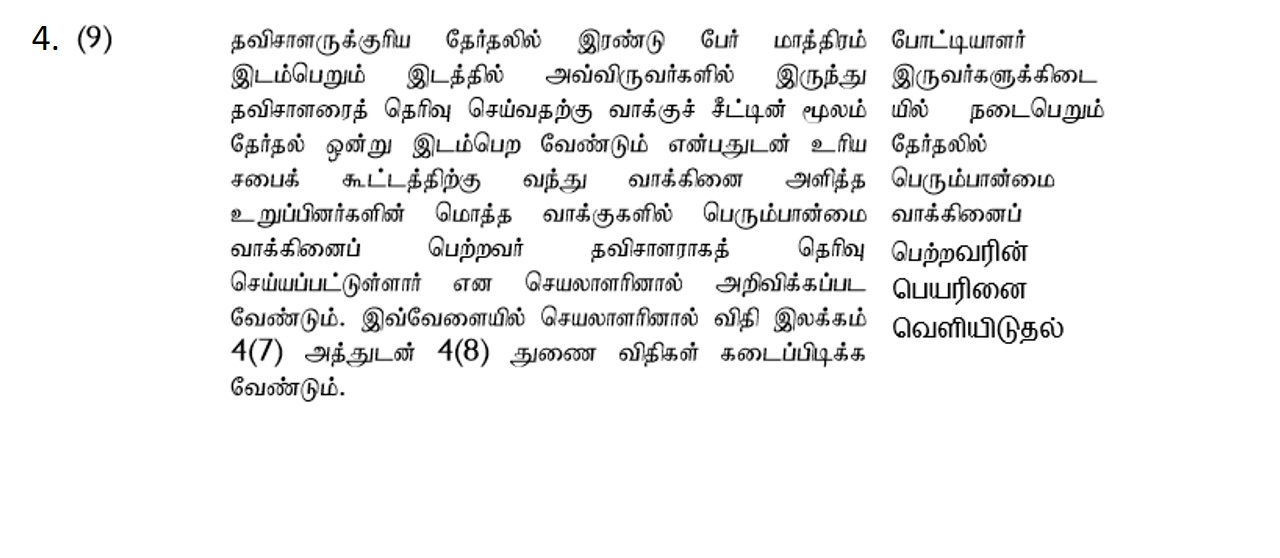 4. (9)
தவிசாளருக்குரிய தேர்தலில் இரண்டு பேர் மாத்திரம்
இடம்பெறும் இடத்தில் அவ்விருவர்களில் இருந்து
தவிசாளரைத் தெரிவு செய்வதற்கு வாக்குச் சீட்டின் மூலம்
தேர்தல் ஒன்று இடம்பெற வேண்டும் என்பதுடன் உரிய
சபைக் கூட்டத்திற்கு வந்து வாக்கினை அளித்த
உறுப்பினர்களின் மொத்த வாக்குகளில் பெரும்பான்மை
வாக்கினைப் பெற்றவர் தவிசாளராகத் தெரிவு
செய்யப்பட்டுள்ளார் என செயலாளரினால் அறிவிக்கப்பட
வேண்டும். இவ்வேளையில் செயலாளரினால் விதி இலக்கம்
4(7) அத்துடன் 4(8) துணை விதிகள் கடைப்பிடிக்க
வேண்டும்.
போட்டியாளர்
இருவர்களுக்கிடை
யில் நடைபெறும்
தேர்தலில்
பெரும்பான்மை
வாக்கினைப்
பெற்றவரின்
பெயரினை
வெளியிடுதல்